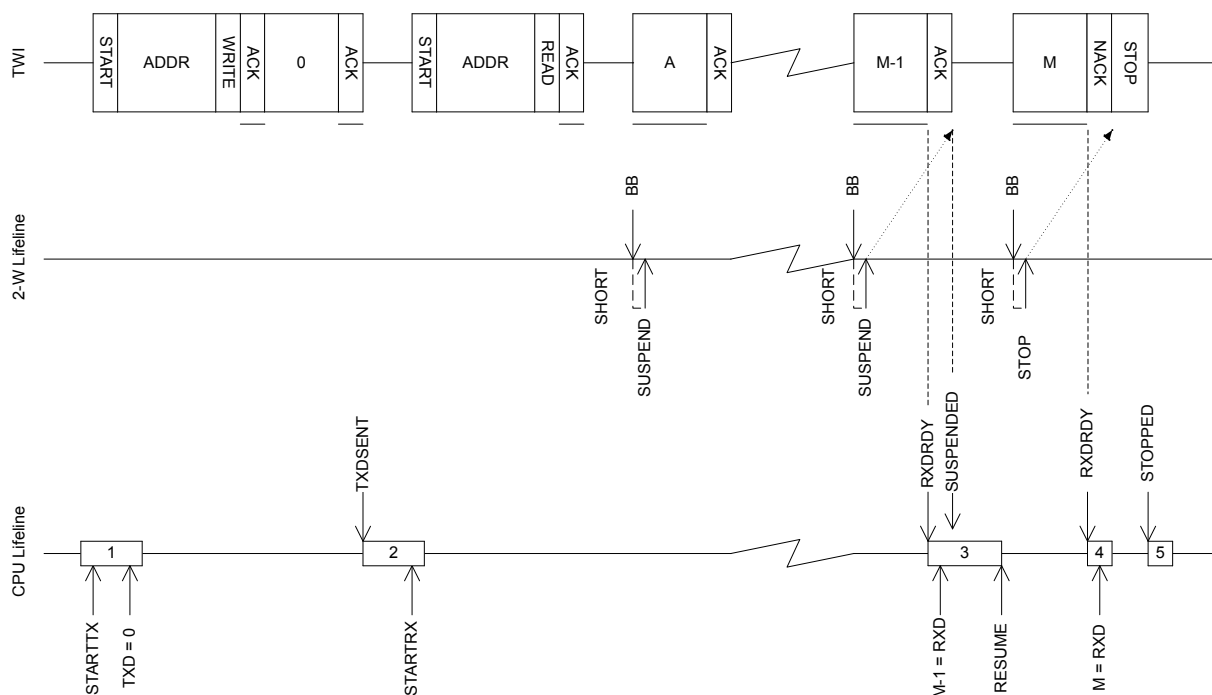 TWI
START
ADDR
WRITE
ACK
0
ACK
START
ADDR
READ
ACK
A
ACK
M-1
ACK
M
NACK
STOP
2-W Lifeline
BB
SHORT
SUSPEND
BB
SHORT
SUSPEND
BB
SHORT
STOP
CPU Lifeline
TXDSENT
RXDRDY
SUSPENDED
RXDRDY
STOPPED
1
2
3
4
5
STARTTX
TXD = 0
STARTRX
M-1 = RXD
RESUME
M = RXD